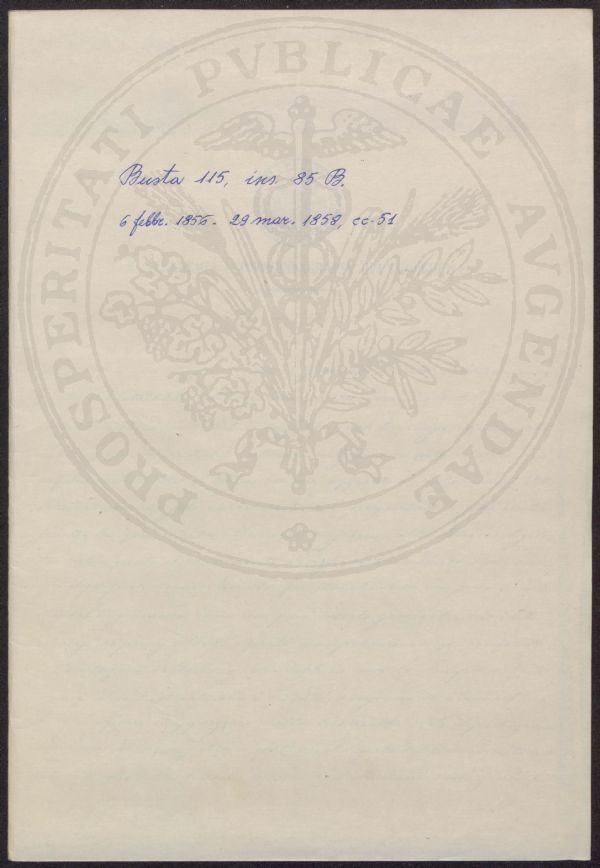 PROSPERITATI PVBLICAE AVGENDAE
Busta 115, ins. 85 B.
6 febbr. 1856 - 29 mar. 1858, cc. 51